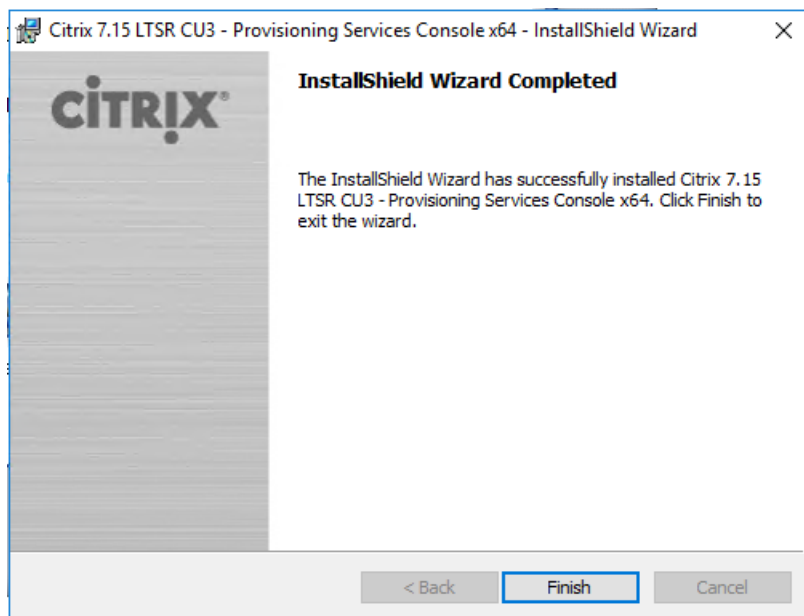 Citrix 7.15 LTSR CU3 - Provisioning Services Console x64 - InstallShield Wizard
CİTRIX®
InstallShield Wizard Completed
The InstallShield Wizard has successfully installed Citrix 7.15
LTSR CU3 - Provisioning Services Console x64. Click Finish to
exit the wizard.
< Back
Finish
Cancel